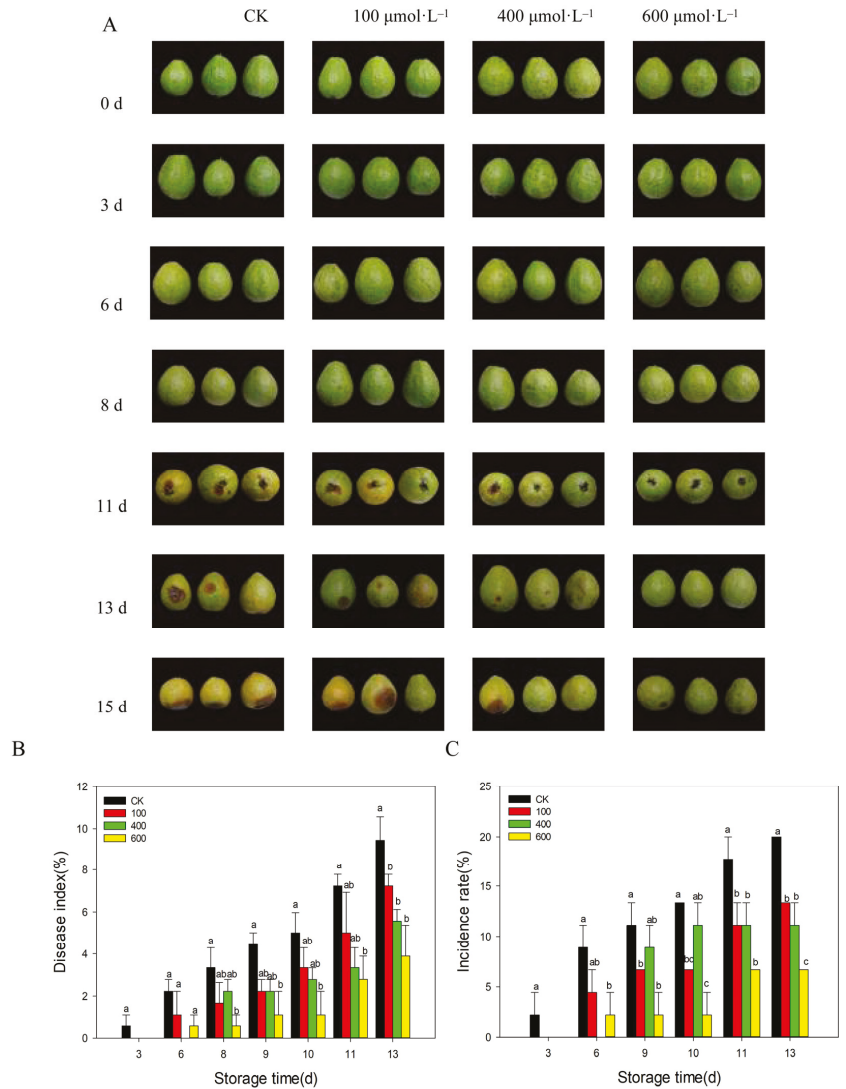 A
CK 100 μmol·L⁻¹ 400 μmol·L⁻¹ 600 μmol·L⁻¹
0 d
3 d
6 d
8 d
11 d
13 d
15 d
B
Disease index(%)
12
10
8
6
4
2
0
CK
100
400
600
a
a a a
a ab ab b
a ab ab b
a ab ab b
a ab b b
a b b b
3 6 8 9 10 11 13
Storage time(d)
C
Incidence rate(%)
25
20
15
10
5
0
CK
100
400
600
a
a ab b
a b ab b
a bc ab c
a b b b
a b b c
3 6 9 10 11 13
Storage time(d)